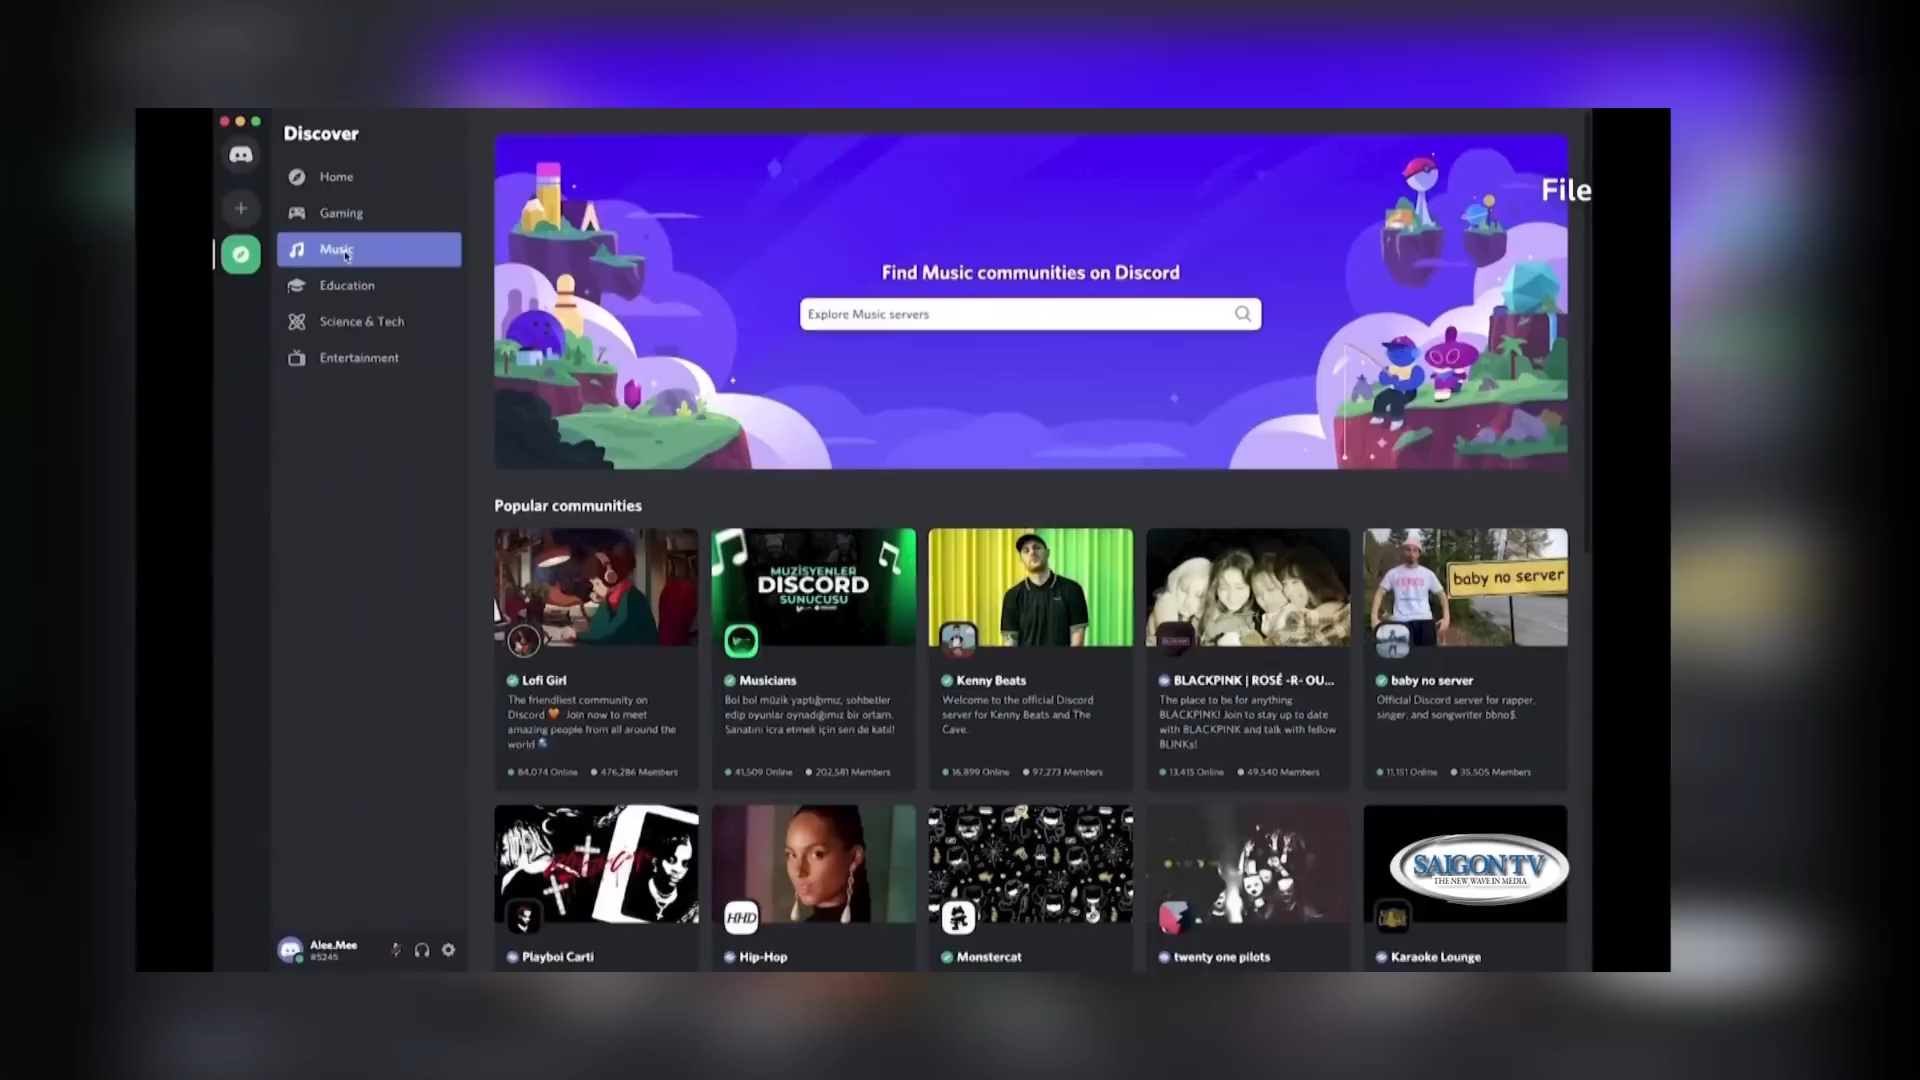 Discover
Home
Gaming
Music
Education
Science & Tech
Entertainment
File
Find Music communities on Discord
Explore Music servers
Popular communities
MUZİSYENLER
DISCORD
SUNUCUSU
baby no server
Lofi Girl
The friendliest community on
Discord 🧡 Join now to meet
amazing people from all around the
world
84,074 Online 476,286 Members
Musicians
Bol bol müzik yaptığımız, sohbetler
edip oyunlar oynadığımız bir ortam.
Sanatını icra etmek için sen de katıl!
41,509 Online 202,581 Members
Kenny Beats
Welcome to the official Discord
server for Kenny Beats and The
Cave.
16,899 Online 97,273 Members
BLACKPINK | ROSÉ -R- OU...
The place to be for anything
BLACKPINK! Join to stay up to date
with BLACKPINK and talk with fellow
BLINKs!
13,415 Online 49,540 Members
baby no server
Official Discord server for rapper,
singer, and songwriter bbno$.
11,151 Online 35,505 Members
HHD
SAIGON TV
THE NEW WAVE IN MEDIA
Playboi Carti
Hip-Hop
Monstercat
twenty one pilots
Karaoke Lounge
Alee.Mee
#5245